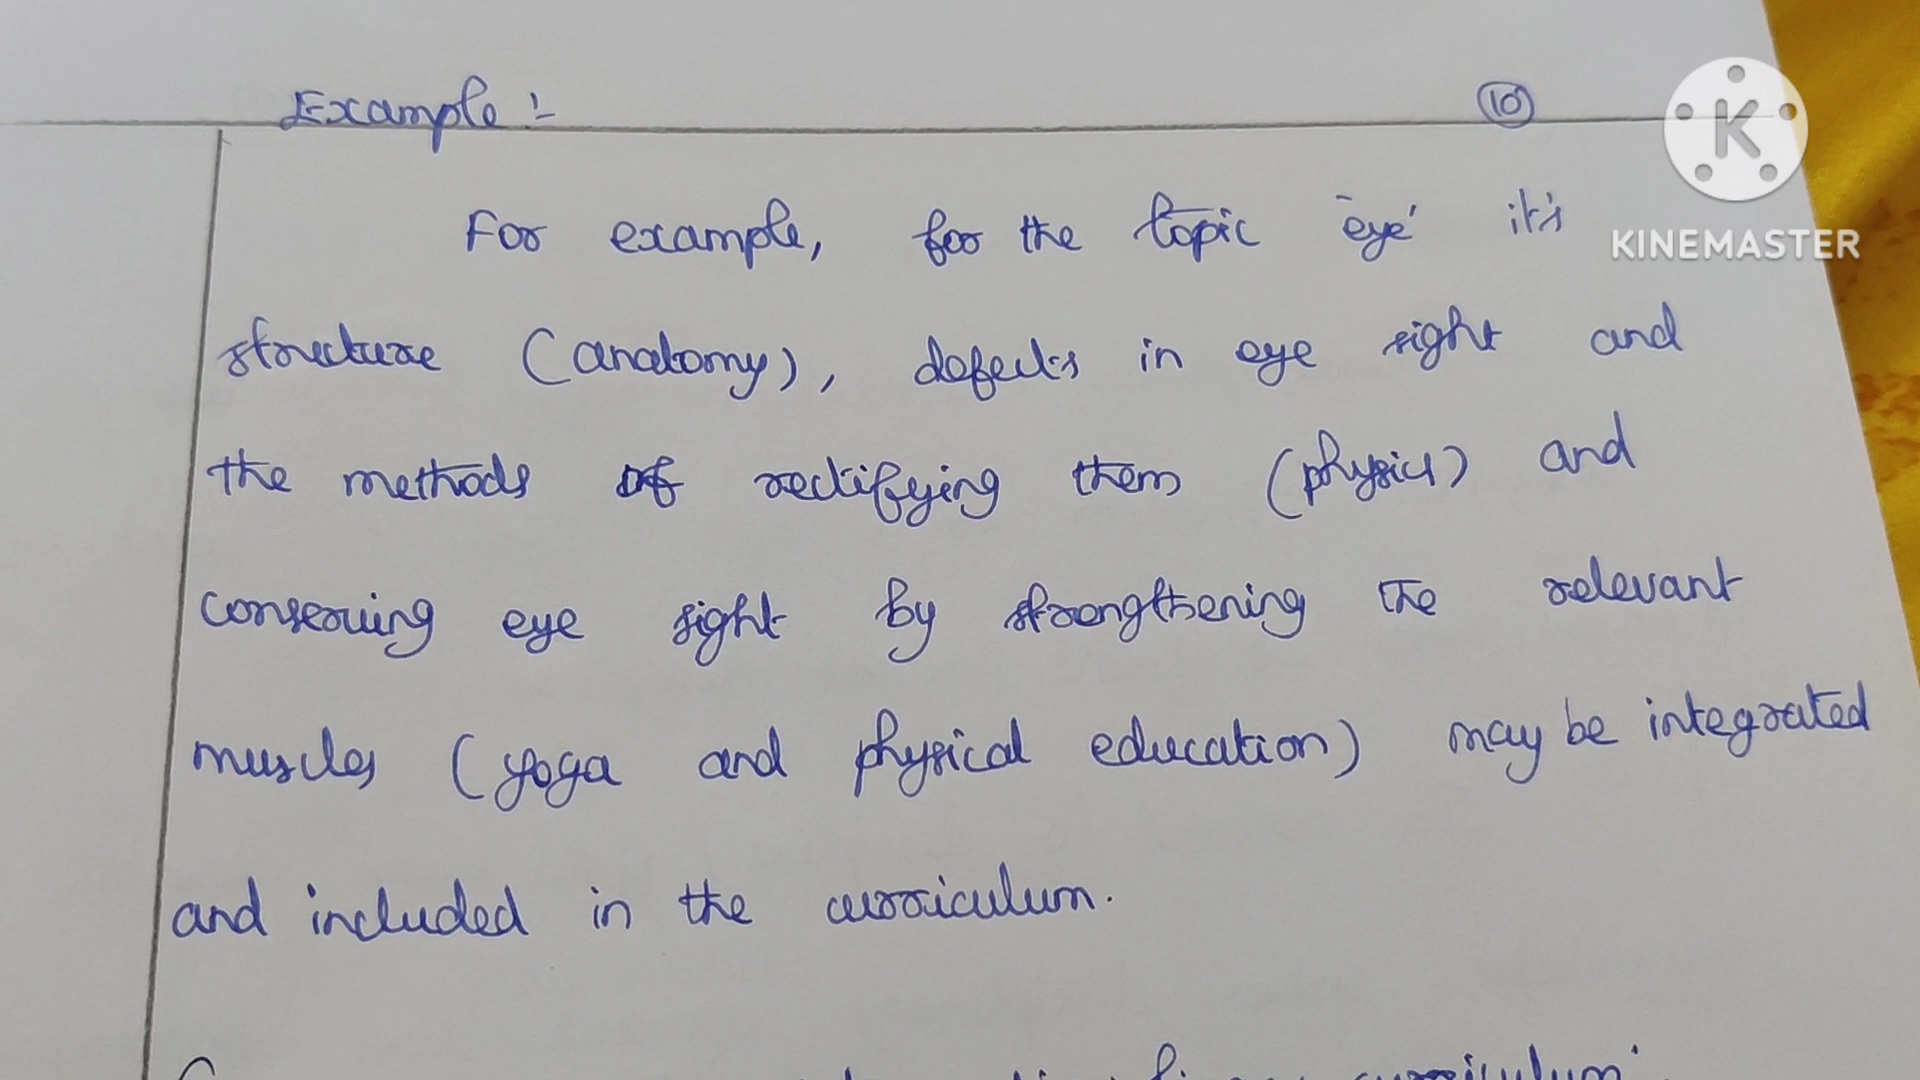 Example :-
10
K
For example, for the topic 'eye' it's
KINEMASTER
structure (anatomy), defects in eye sight and
the methods of rectifying them (physics) and
conserving eye sight by strengthening the relevant
muscles (yoga and physical education) may be integrated
and included in the curriculum.
curriculum: